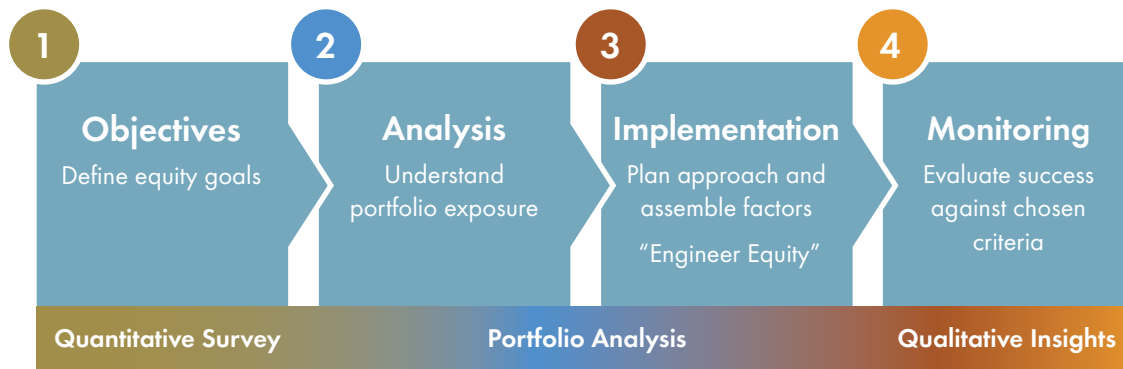 1
Objectives
Define equity goals
2
Analysis
Understand
portfolio exposure
3
Implementation
Plan approach and
assemble factors
“Engineer Equity”
4
Monitoring
Evaluate success
against chosen
criteria
Quantitative Survey
Portfolio Analysis
Qualitative Insights